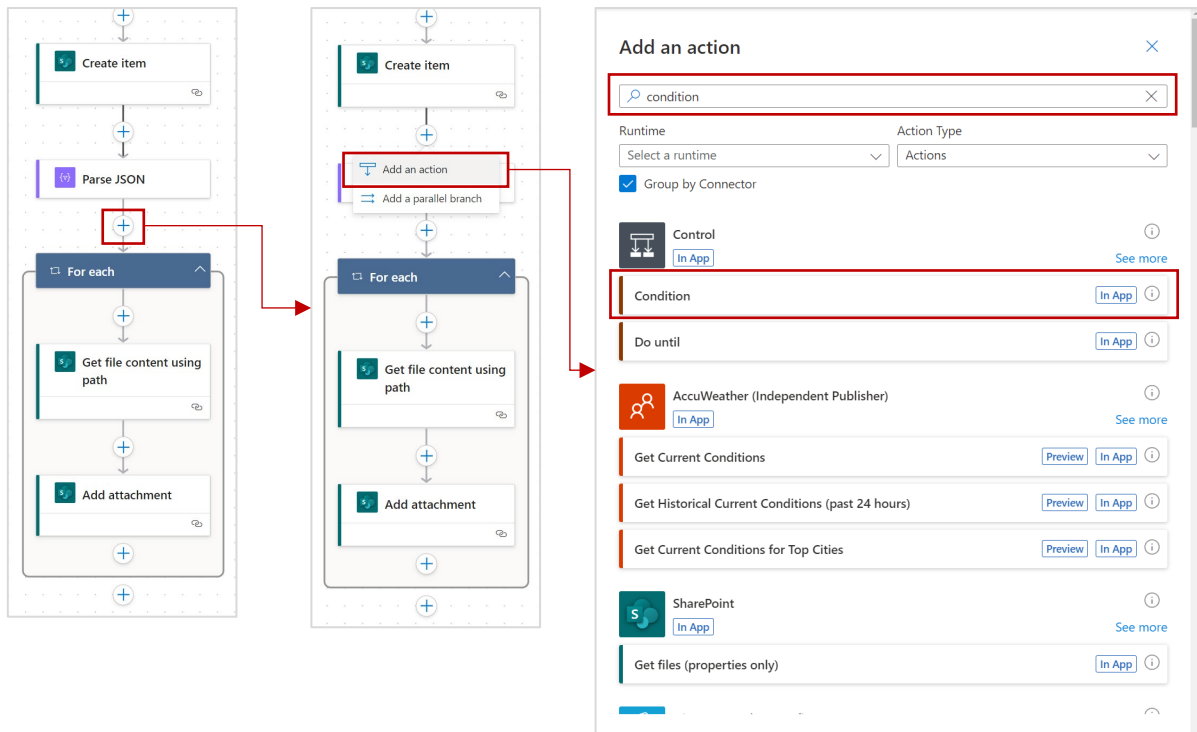 Create item
Parse JSON
For each
Get file content using
path
Add attachment
Create item
Add an action
Add a parallel branch
For each
Get file content using
path
Add attachment
Add an action
condition
Runtime
Action Type
Select a runtime
Actions
Group by Connector
Control
In App
See more
Condition
In App
Do until
In App
AccuWeather (Independent Publisher)
In App
See more
Get Current Conditions
Preview In App
Get Historical Current Conditions (past 24 hours)
Preview In App
Get Current Conditions for Top Cities
Preview In App
SharePoint
In App
See more
Get files (properties only)
In App